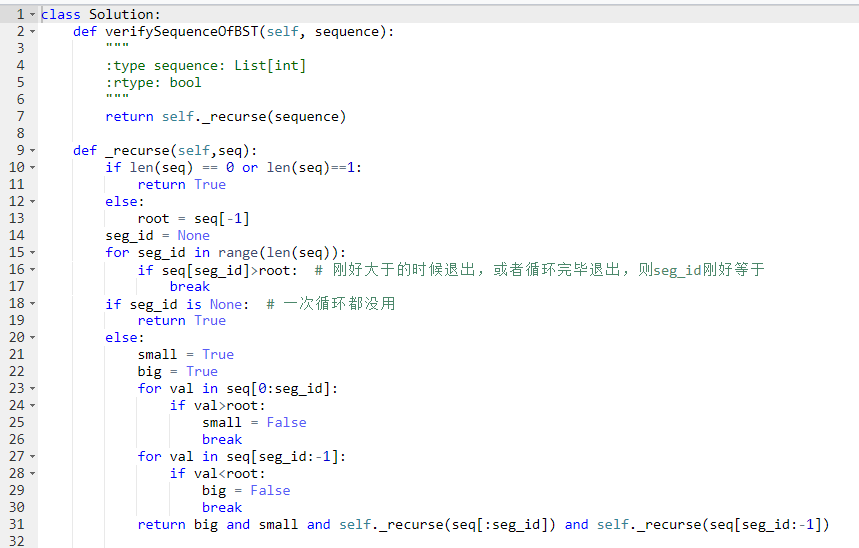 1 class Solution:
2     def verifySequenceOfBST(self, sequence):
3         """
4         :type sequence: List[int]
5         :rtype: bool
6         """
7         return self._recurse(sequence)
8
9     def _recurse(self,seq):
10         if len(seq) == 0 or len(seq)==1:
11             return True
12         else:
13             root = seq[-1]
14         seg_id = None
15         for seg_id in range(len(seq)):
16             if seq[seg_id]>root:  # 刚好大于的时候退出，或者循环完毕退出，则seg_id刚好等于
17                 break
18         if seg_id is None:  # 一次循环都没用
19             return True
20         else:
21             small = True
22             big = True
23             for val in seq[0:seg_id]:
24                 if val>root:
25                     small = False
26                     break
27             for val in seq[seg_id:-1]:
28                 if val<root:
29                     big = False
30                     break
31             return big and small and self._recurse(seq[:seg_id]) and self._recurse(seq[seg_id:-1])
32